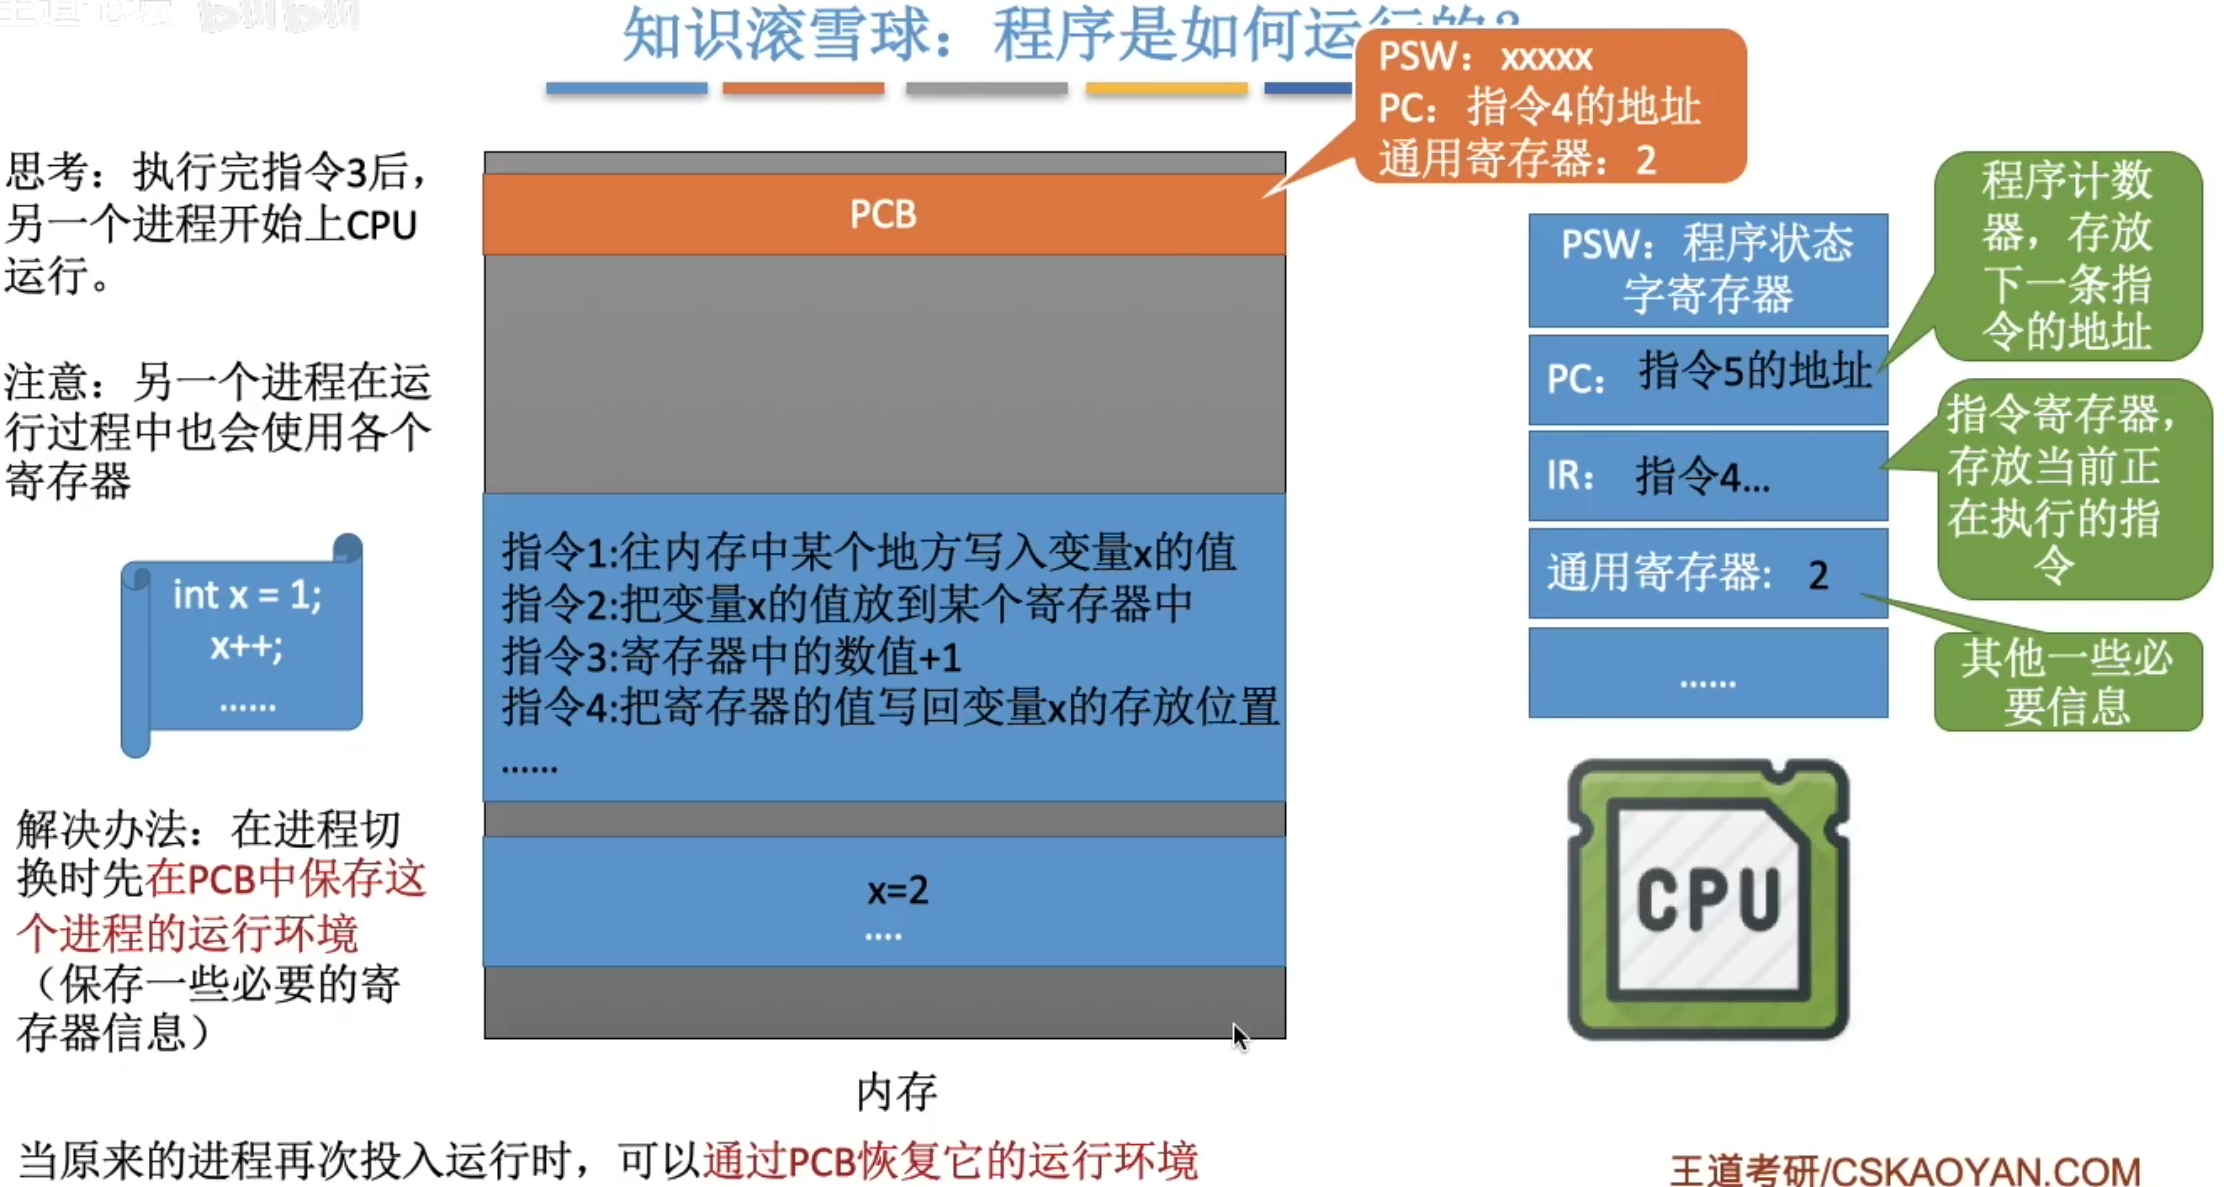 知识滚雪球：程序是如何运行的？
PSW：xxxxx
PC：指令4的地址
通用寄存器：2
思考：执行完指令3后，
另一个进程开始上CPU
运行。
注意：另一个进程在运
行过程中也会使用各个
寄存器
int x = 1;
x++;
……
解决办法：在进程切
换时先在PCB中保存这
个进程的运行环境
（保存一些必要的寄
存器信息）
PCB
指令1:往内存中某个地方写入变量x的值
指令2:把变量x的值放到某个寄存器中
指令3:寄存器中的数值+1
指令4:把寄存器的值写回变量x的存放位置
……
x=2
....
内存
PSW：程序状态
字寄存器
PC： 指令5的地址
IR： 指令4...
通用寄存器： 2
……
程序计数
器，存放
下一条指
令的地址
指令寄存器，
存放当前正
在执行的指
令
其他一些必
要信息
CPU
当原来的进程再次投入运行时，可以通过PCB恢复它的运行环境
王道考研/CSKAOYAN.COM